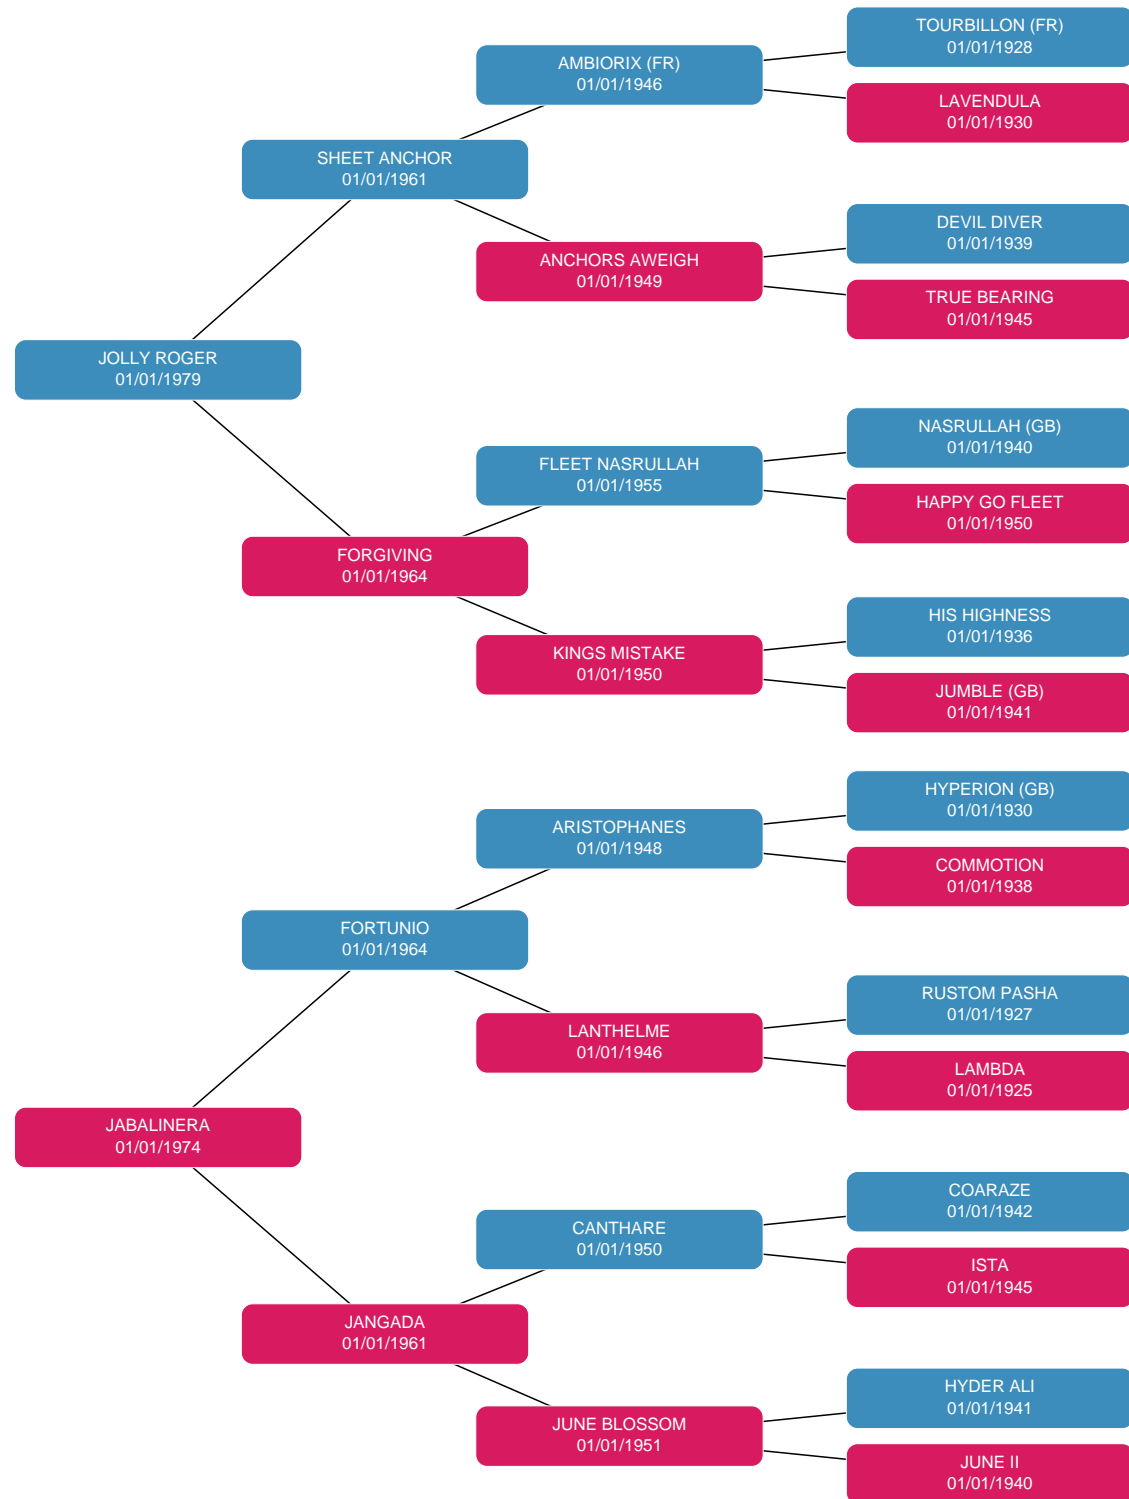 TOURBILLON (FR)
01/01/1928
AMBIORIX (FR)
01/01/1946
LAVENDULA
01/01/1930
SHEET ANCHOR
01/01/1961
DEVIL DIVER
01/01/1939
ANCHORS AWEIGH
01/01/1949
TRUE BEARING
01/01/1945
JOLLY ROGER
01/01/1979
NASRULLAH (GB)
01/01/1940
FLEET NASRULLAH
01/01/1955
HAPPY GO FLEET
01/01/1950
FORGIVING
01/01/1964
HIS HIGHNESS
01/01/1936
KINGS MISTAKE
01/01/1950
JUMBLE (GB)
01/01/1941
HYPERION (GB)
01/01/1930
ARISTOPHANES
01/01/1948
COMMOTION
01/01/1938
FORTUNIO
01/01/1964
RUSTOM PASHA
01/01/1927
LANTHELME
01/01/1946
LAMBDA
01/01/1925
JABALINERA
01/01/1974
COARAZE
01/01/1942
CANTHARE
01/01/1950
ISTA
01/01/1945
JANGADA
01/01/1961
HYDER ALI
01/01/1941
JUNE BLOSSOM
01/01/1951
JUNE II
01/01/1940